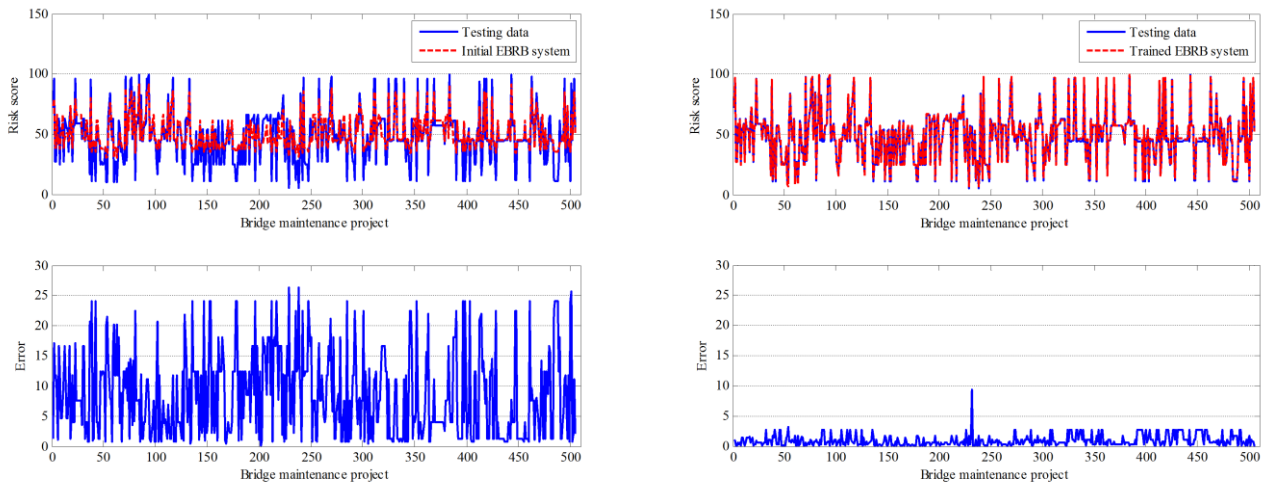 150
100
50
0
Risk score
Testing data
Initial EBRB system
0 50 100 150 200 250 300 350 400 450 500
Bridge maintenance project
150
100
50
0
Risk score
Testing data
Trained EBRB system
0 50 100 150 200 250 300 350 400 450 500
Bridge maintenance project
30
25
20
15
10
5
0
Error
0 50 100 150 200 250 300 350 400 450 500
Bridge maintenance project
30
25
20
15
10
5
0
Error
0 50 100 150 200 250 300 350 400 450 500
Bridge maintenance project